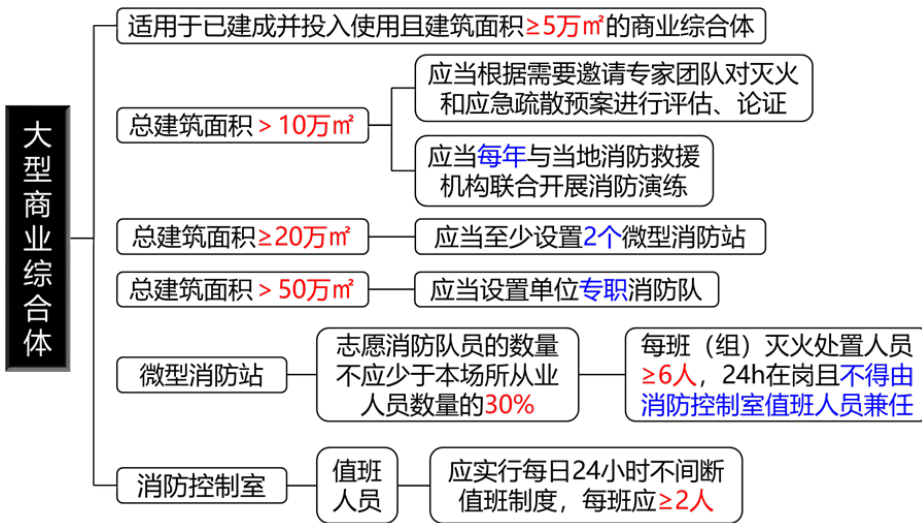 大型商业综合体
适用于已建成并投入使用且建筑面积≥5万㎡的商业综合体
总建筑面积＞10万㎡
应当根据需要邀请专家团队对灭火
和应急疏散预案进行评估、论证
应当每年与当地消防救援
机构联合开展消防演练
总建筑面积≥20万㎡
应当至少设置2个微型消防站
总建筑面积＞50万㎡
应当设置单位专职消防队
微型消防站
志愿消防队员的数量
不应少于本场所从业
人员数量的30%
每班（组）灭火处置人员
≥6人，24h在岗且不得由
消防控制室值班人员兼任
消防控制室
值班
人员
应实行每日24小时不间断
值班制度，每班应≥2人